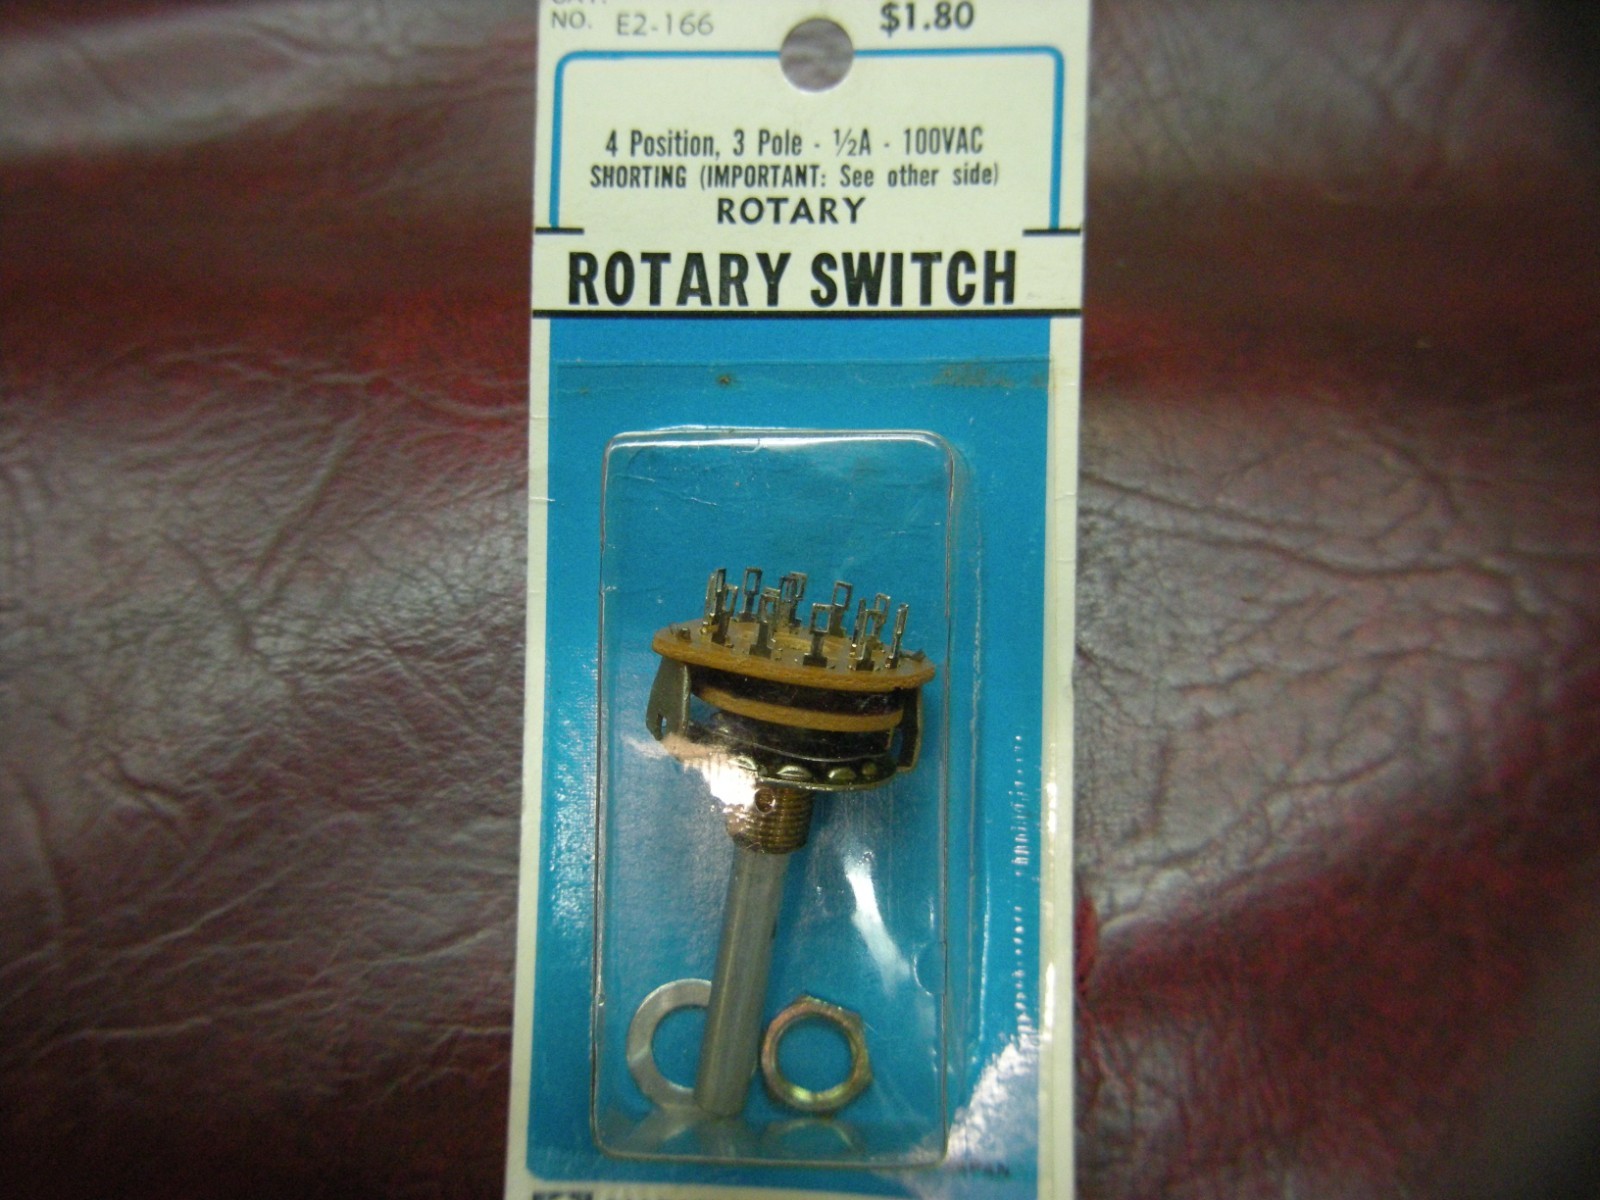 NO. E2-166 $1.80
4 Position, 3 Pole - ½A - 100VAC
SHORTING (IMPORTANT: See other side)
ROTARY
ROTARY SWITCH